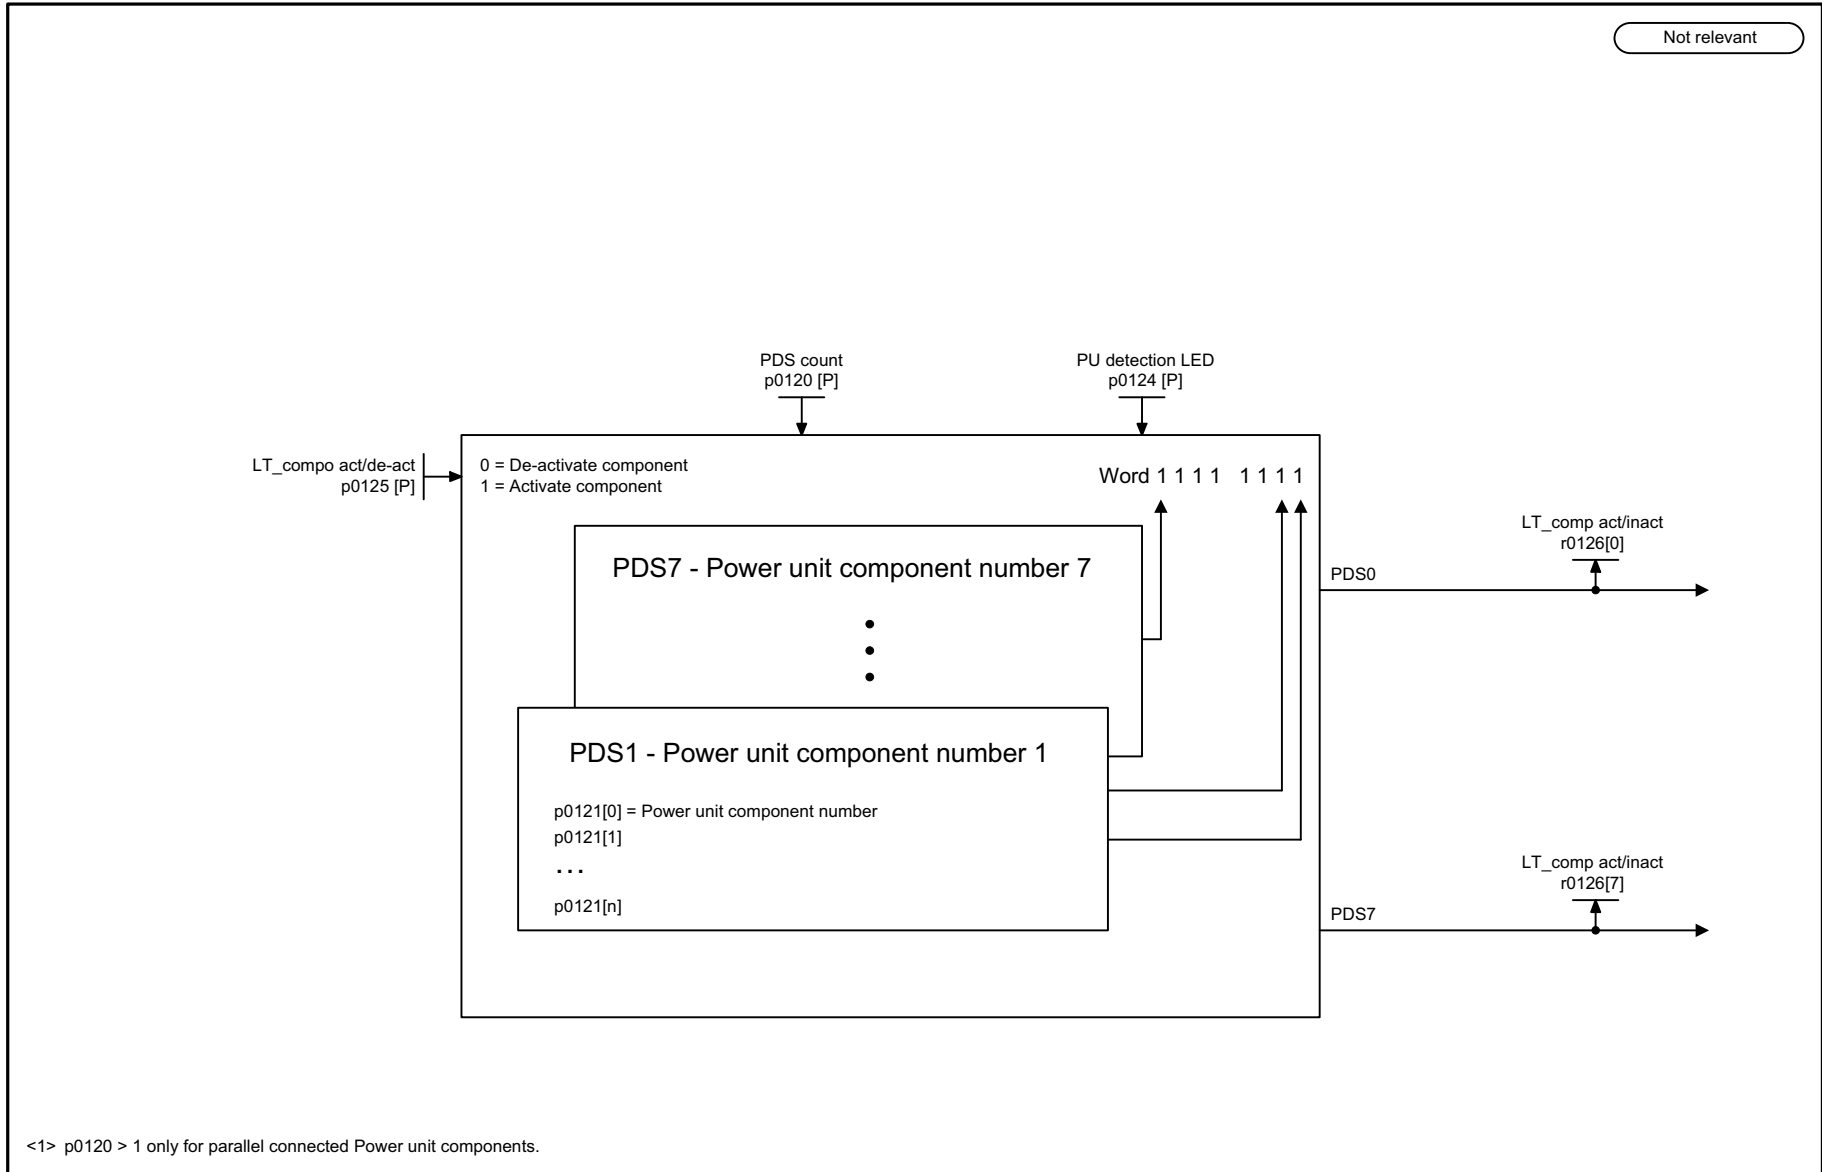 Not relevant
PDS count
p0120 [P]
PU detection LED
p0124 [P]
LT_compo act/de-act
p0125 [P]
0 = De-activate component
1 = Activate component
Word 1 1 1 1 1 1 1 1
LT_comp act/inact
r0126[0]
PDS7 - Power unit component number 7
PDS0
PDS1 - Power unit component number 1
p0121[0] = Power unit component number
p0121[1]
...
p0121[n]
LT_comp act/inact
r0126[7]
PDS7
<1> p0120 > 1 only for parallel connected Power unit components.